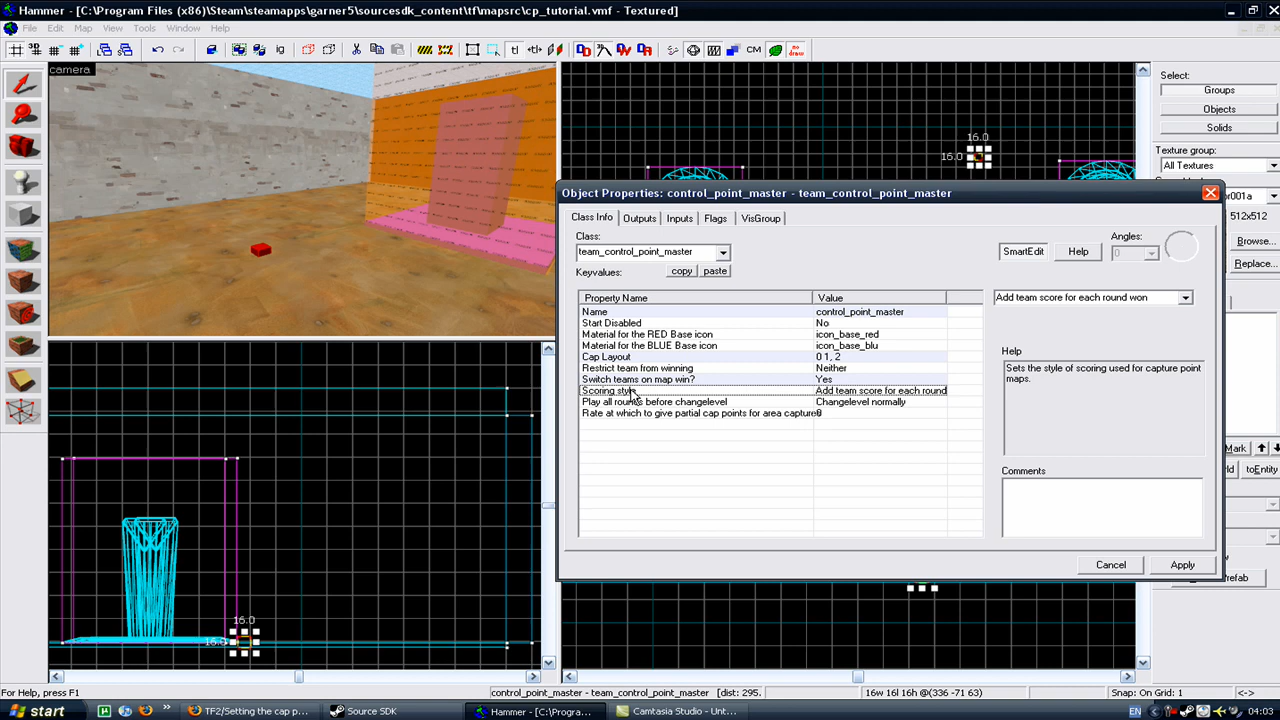 Hammer - [C:\Program Files (x86)\Steam\steamapps\garner5\sourcesdk_content\tf\mapsrc\cp_tutorial.vmf - Textured]
File Edit Map View Tools Window Help
camera
16.0
16.0
Select:
Groups
Objects
Solids
Texture group:
All Textures
or001a
512x512
Browse...
Replace...
Object Properties: control_point_master - team_control_point_master
Class Info Outputs Inputs Flags VisGroup
Class:
team_control_point_master
Keyvalues: copy paste
SmartEdit Help
Angles:
0
Property Name Value
Name control_point_master
Start Disabled No
Material for the RED Base icon icon_base_red
Material for the BLUE Base icon icon_base_blu
Cap Layout 0 1, 2
Restrict team from winning Neither
Switch teams on map win? Yes
Scoring style Add team score for each round
Play all rounds before changelevel Changelevel normally
Rate at which to give partial cap points for area capture 0
Add team score for each round won
Help
Sets the style of scoring used for capture point
maps.
Comments
Cancel Apply
Mark
toEntity
refab
16.0
16.0
For Help, press F1
control_point_master - team_control_point_master [dist: 295.
16w 16l 16h @(336 -71 63)
Snap: On Grid: 1
<->
start
TF2/Setting the cap p...
Source SDK
Hammer - [C:\Progra...
Camtasia Studio - Unt...
EN
04:03